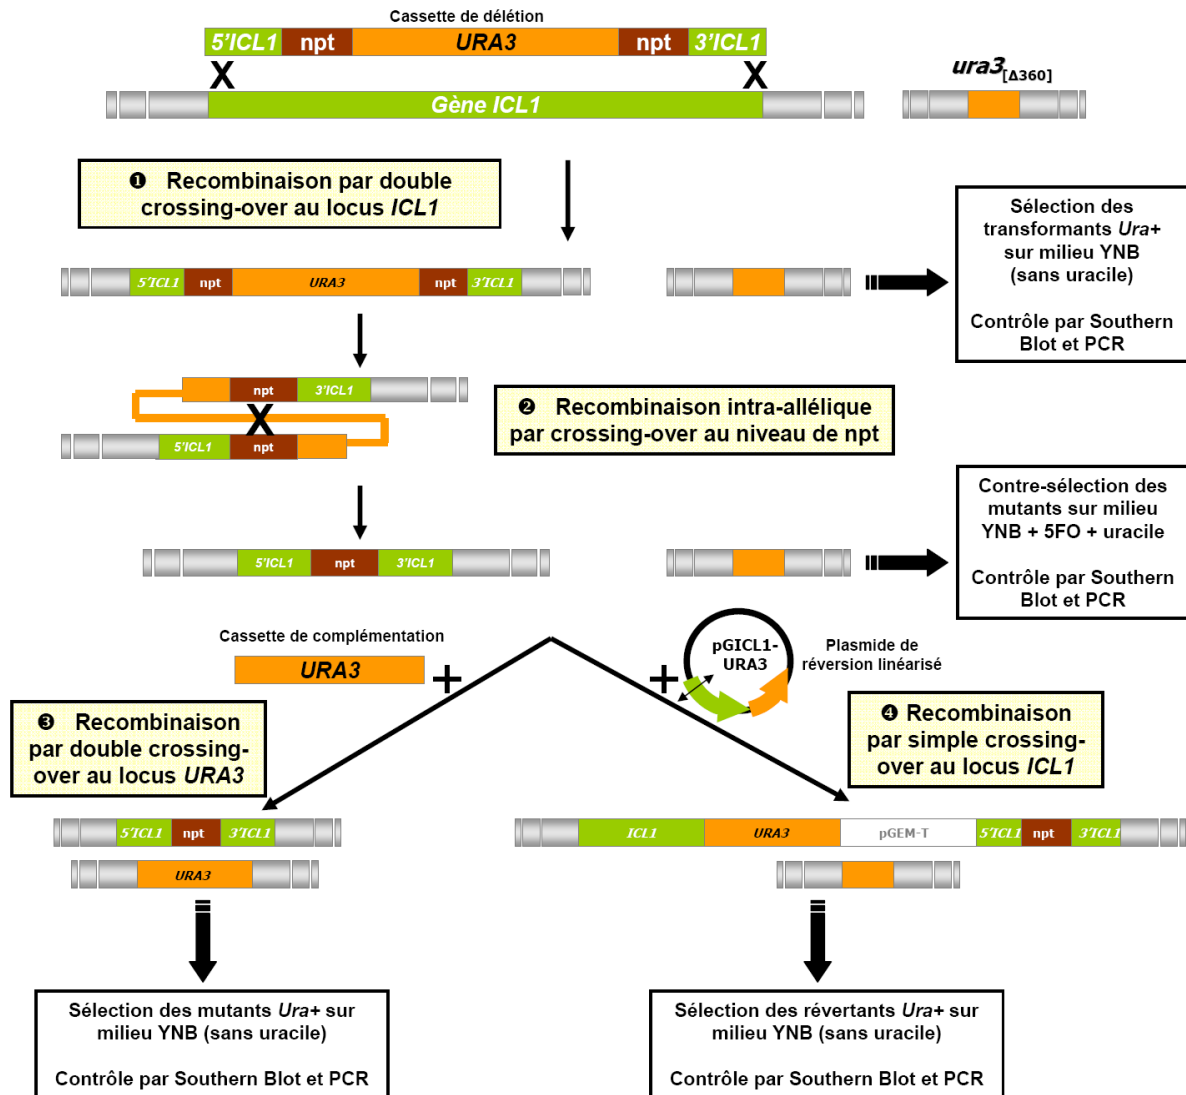 Cassette de délétion
5'ICL1 npt URA3 npt 3'ICL1
X X
Gène ICL1
ura3[Δ360]
❶ Recombinaison par double
crossing-over au locus ICL1
Sélection des
transformants Ura+
sur milieu YNB
(sans uracile)
Contrôle par Southern
Blot et PCR
5'ICL1 npt URA3 npt 3'ICL1
npt 3'ICL1
X
5'ICL1 npt
❷ Recombinaison intra-allélique
par crossing-over au niveau de npt
Contre-sélection des
mutants sur milieu
YNB + 5FO + uracile
Contrôle par Southern
Blot et PCR
5'ICL1 npt 3'ICL1
Cassette de complémentation
URA3
+
+
pGICL1-
URA3
Plasmide de
réversion linéarisé
❸ Recombinaison
par double crossing-
over au locus URA3
❹ Recombinaison
par simple crossing-
over au locus ICL1
5'ICL1 npt 3'ICL1
URA3
ICL1 URA3 pGEM-T 5'ICL1 npt 3'ICL1
Sélection des mutants Ura+ sur
milieu YNB (sans uracile)
Contrôle par Southern Blot et PCR
Sélection des révertants Ura+ sur
milieu YNB (sans uracile)
Contrôle par Southern Blot et PCR